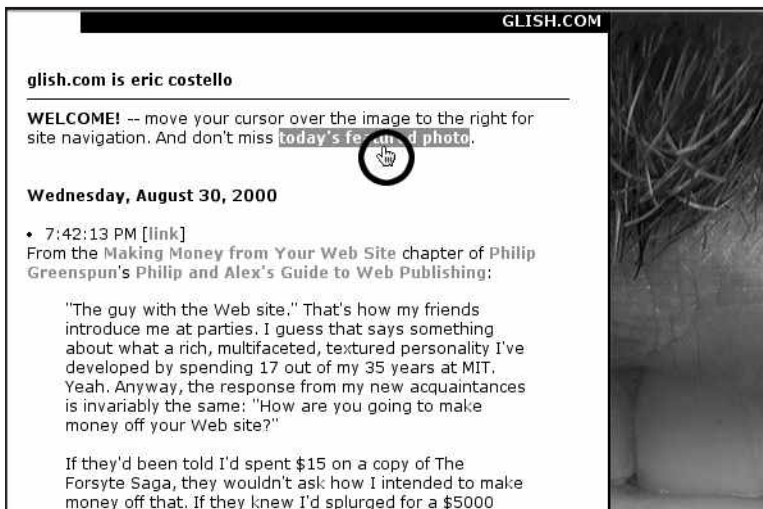 GLISH.COM
glish.com is eric costello
WELCOME! -- move your cursor over the image to the right for
site navigation. And don't miss today's featured photo.
Wednesday, August 30, 2000
• 7:42:13 PM [link]
From the Making Money from Your Web Site chapter of Philip
Greenspun's Philip and Alex's Guide to Web Publishing:
"The guy with the Web site." That's how my friends
introduce me at parties. I guess that says something
about what a rich, multifaceted, textured personality I've
developed by spending 17 out of my 35 years at MIT.
Yeah. Anyway, the response from my new acquaintances
is invariably the same: "How are you going to make
money off your Web site?"
If they'd been told I'd spent $15 on a copy of The
Forsyte Saga, they wouldn't ask how I intended to make
money off that. If they knew I'd splurged for a $5000